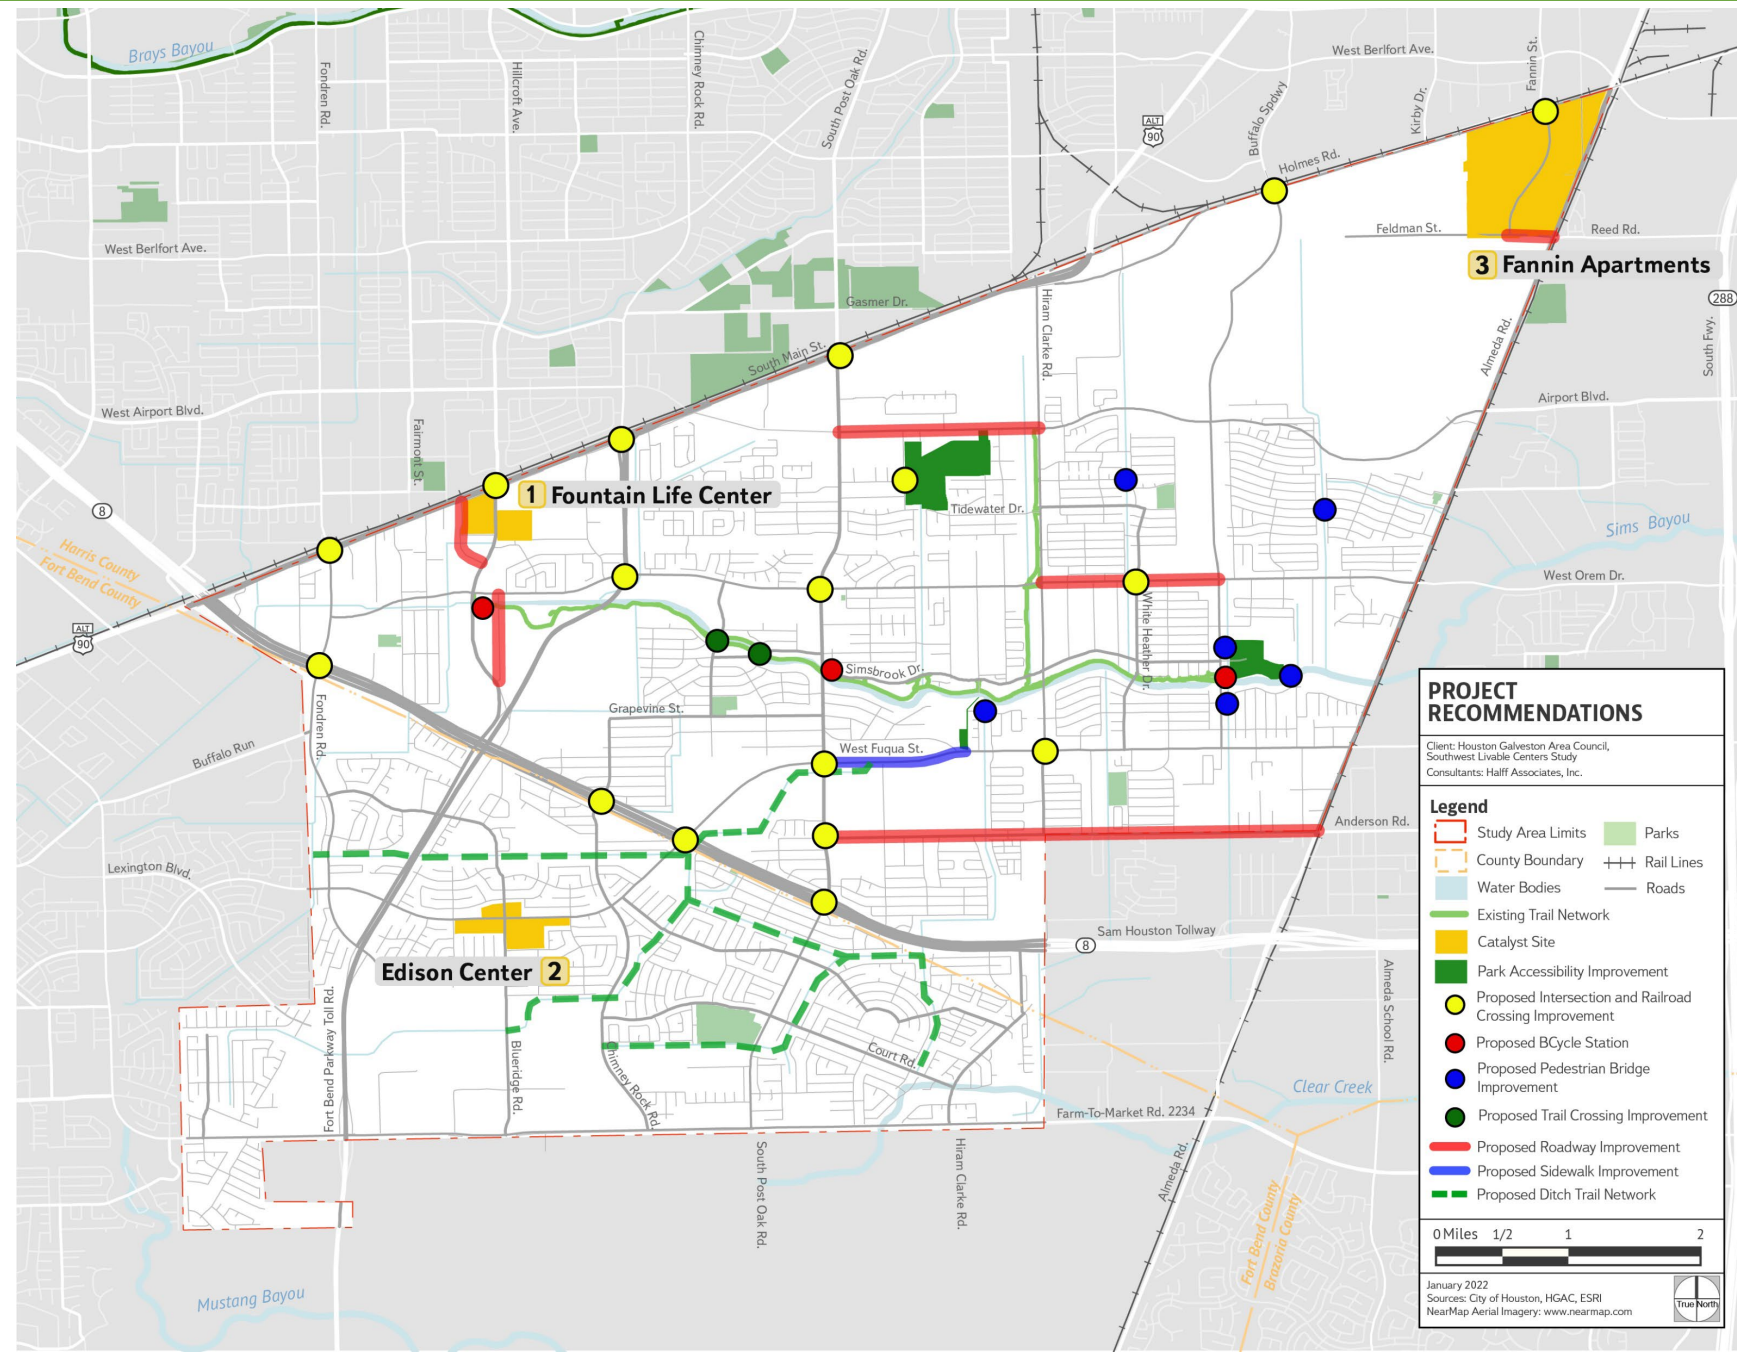 Brays Bayou
Fondren Rd.
Hillcroft Ave.
Chimney Rock Rd.
South Post Oak Rd.
ALT
90
Buffalo Spdwy
West Berlfort Ave.
Kirby Dr.
Fannin St.
Holmes Rd.
West Berlfort Ave.
Feldman St.
Reed Rd.
3 Fannin Apartments
288
South Fwy.
Gasmer Dr.
Hiram Clarke Rd.
South Main St.
Almeda Rd.
West Airport Blvd.
Airport Blvd.
Fairmont St.
1 Fountain Life Center
Tidewater Dr.
8
Sims Bayou
Harris County
Fort Bend County
West Orem Dr.
White Heather Dr.
ALT
90
Simsbrook Dr.
Fondren Rd.
Grapevine St.
Buffalo Run
West Fuqua St.
Anderson Rd.
Lexington Blvd.
Sam Houston Tollway
8
Edison Center 2
Almeda School Rd.
Fort Bend Parkway Toll Rd.
Blueridge Rd.
Chimney Rock Rd.
Court Rd.
Clear Creek
Farm-To-Market Rd. 2234
South Post Oak Rd.
Hiram Clarke Rd.
Almeda Rd.
Fort Bend County
Brazoria County
Mustang Bayou
PROJECT
RECOMMENDATIONS
Client: Houston Galveston Area Council,
Southwest Livable Centers Study
Consultants: Halff Associates, Inc.
Legend
Study Area Limits
Parks
County Boundary
Rail Lines
Water Bodies
Roads
Existing Trail Network
Catalyst Site
Park Accessibility Improvement
Proposed Intersection and Railroad
Crossing Improvement
Proposed BCycle Station
Proposed Pedestrian Bridge
Improvement
Proposed Trail Crossing Improvement
Proposed Roadway Improvement
Proposed Sidewalk Improvement
Proposed Ditch Trail Network
0 Miles 1/2 1 2
January 2022
Sources: City of Houston, HGAC, ESRI
NearMap Aerial Imagery: www.nearmap.com
True North